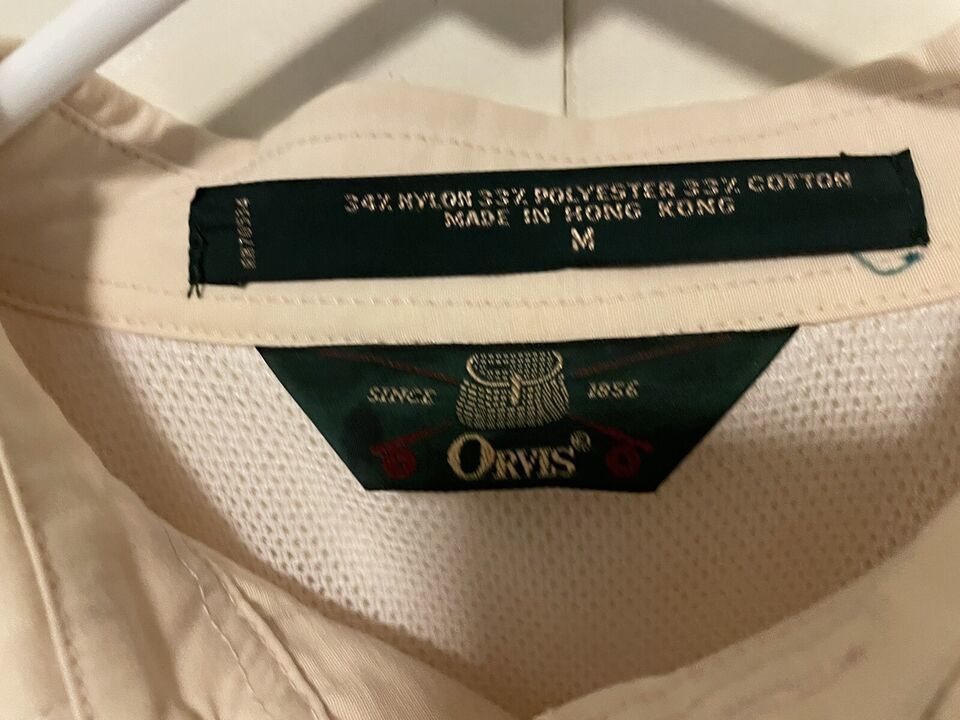 34% NYLON 33% POLYESTER 33% COTTON
MADE IN HONG KONG
M
SINCE 1856
ORVIS®